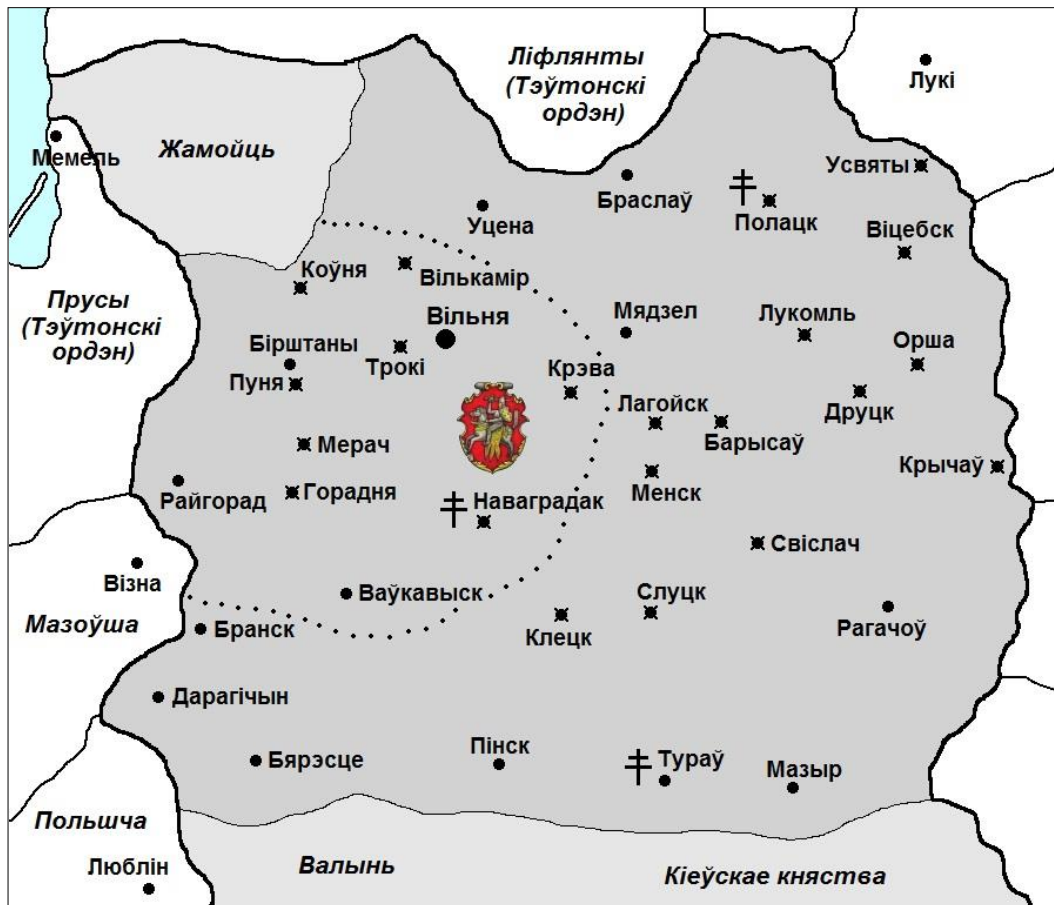 Ліфлянты
(Тэўтонскі
ордэн)
Лукі
Жамойць
Мемель
Усвяты
Браслаў
Полацк
Уцена
Віцебск
Коўня
Вількамір
Прусы
(Тэўтонскі
ордэн)
Вільня
Мядзел
Лукомль
Орша
Бірштаны
Трокі
Крэва
Пуня
Лагойск
Друцк
Барысаў
Мерач
Крычаў
Менск
Райгорад
Горадня
Наваградак
Свіслач
Візна
Ваўкавыск
Слуцк
Мазоўша
Бранск
Клецк
Рагачоў
Дарагічын
Бярэсце
Пінск
Тураў
Мазыр
Польшча
Люблін
Валынь
Кіеўскае княства